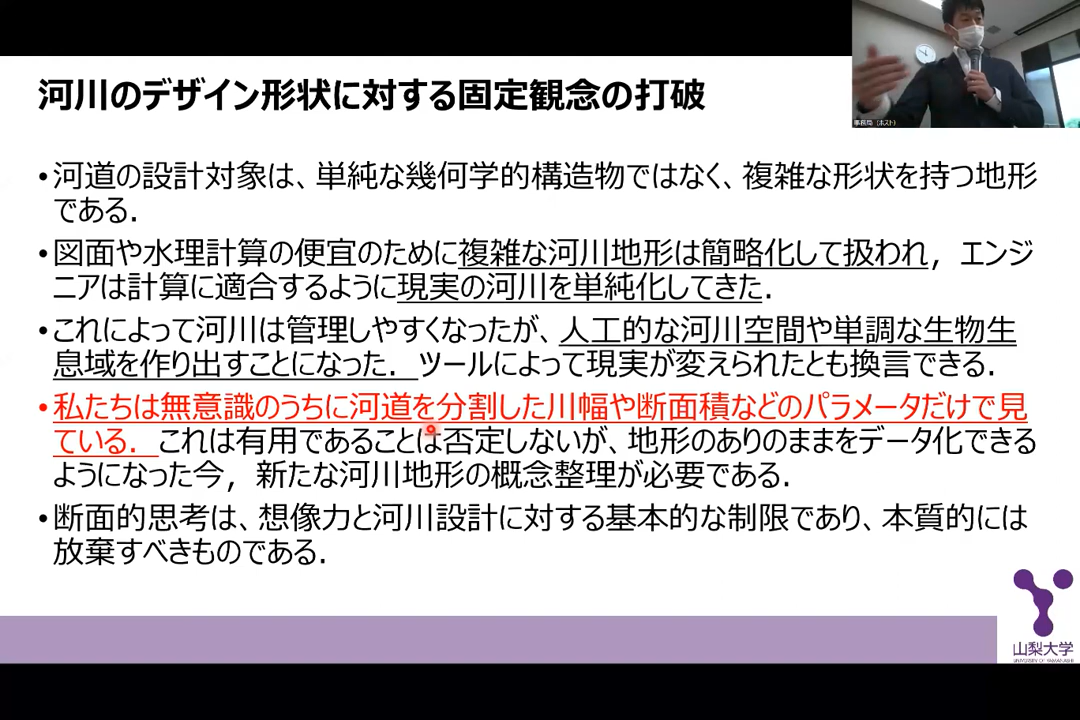 河川のデザイン形状に対する固定観念の打破
事務局（ホスト）
•河道の設計対象は、単純な幾何学的構造物ではなく、複雑な形状を持つ地形
である.
•図面や水理計算の便宜のために複雑な河川地形は簡略化して扱われ，エンジ
ニアは計算に適合するように現実の河川を単純化してきた.
•これによって河川は管理しやすくなったが、人工的な河川空間や単調な生物生
息域を作り出すことになった．ツールによって現実が変えられたとも換言できる.
•私たちは無意識のうちに河道を分割した川幅や断面積などのパラメータだけで見
ている．これは有用であることは否定しないが、地形のありのままをデータ化できる
ようになった今，新たな河川地形の概念整理が必要である.
•断面的思考は、想像力と河川設計に対する基本的な制限であり、本質的には
放棄すべきものである.
山梨大学
UNIVERSITY OF YAMANASHI